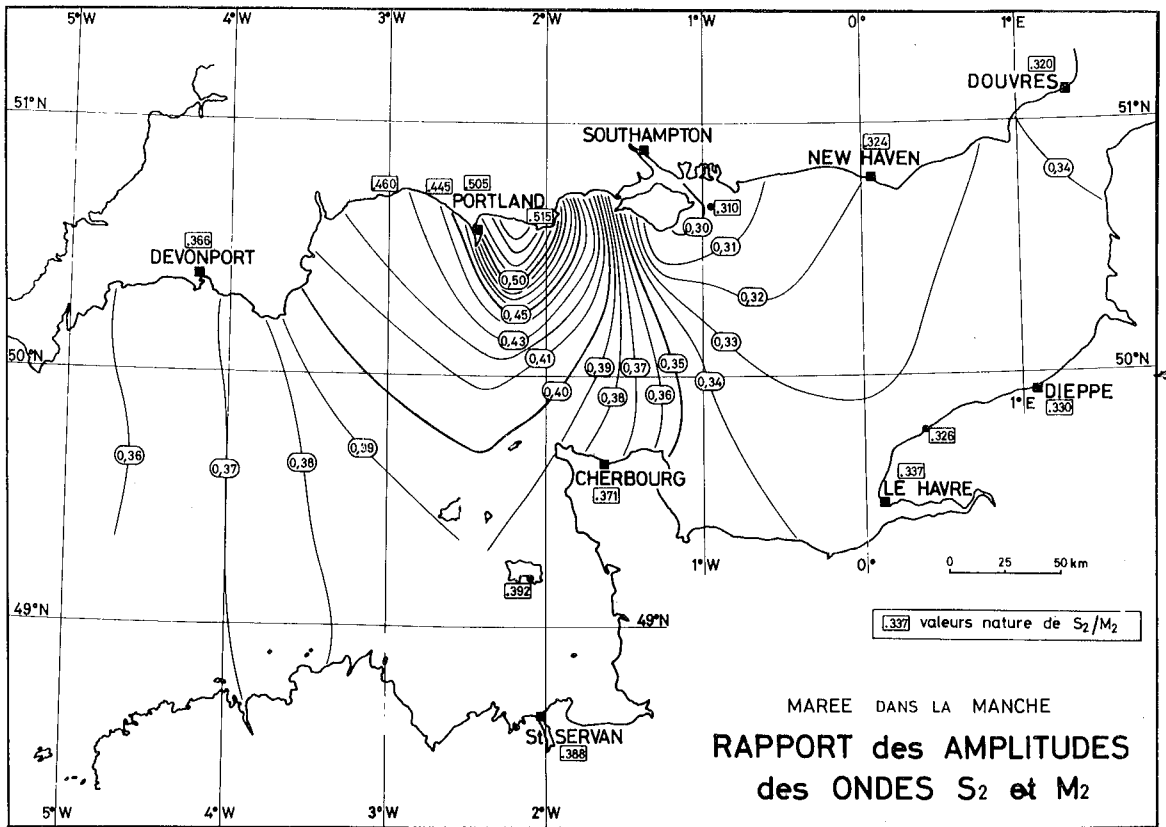 5°W 4°W 3°W 2°W 1°W 0° 1°E
.320
DOUVRES
51°N 51°N
SOUTHAMPTON
.324
NEW HAVEN
0,34
.460 .445 .505
PORTLAND
.515
.310
0,30
0,31
.366
DEVONPORT
0,50
0,32
0,45
0,43
0,33
50°N 0,41 50°N
0,39 0,37 0,35
0,40 0,38 0,36 0,34
DIEPPE
1°E
.330
.326
0,36 0,37 0,38 0,39
CHERBOURG
.371
.337
LE HAVRE
1°W 0°
0 25 50 km
.392
49°N 49°N
.337 valeurs nature de S2/M2
MAREE DANS LA MANCHE
St SERVAN
.388
RAPPORT des AMPLITUDES
des ONDES S2 et M2
5°W 4°W 3°W 2°W